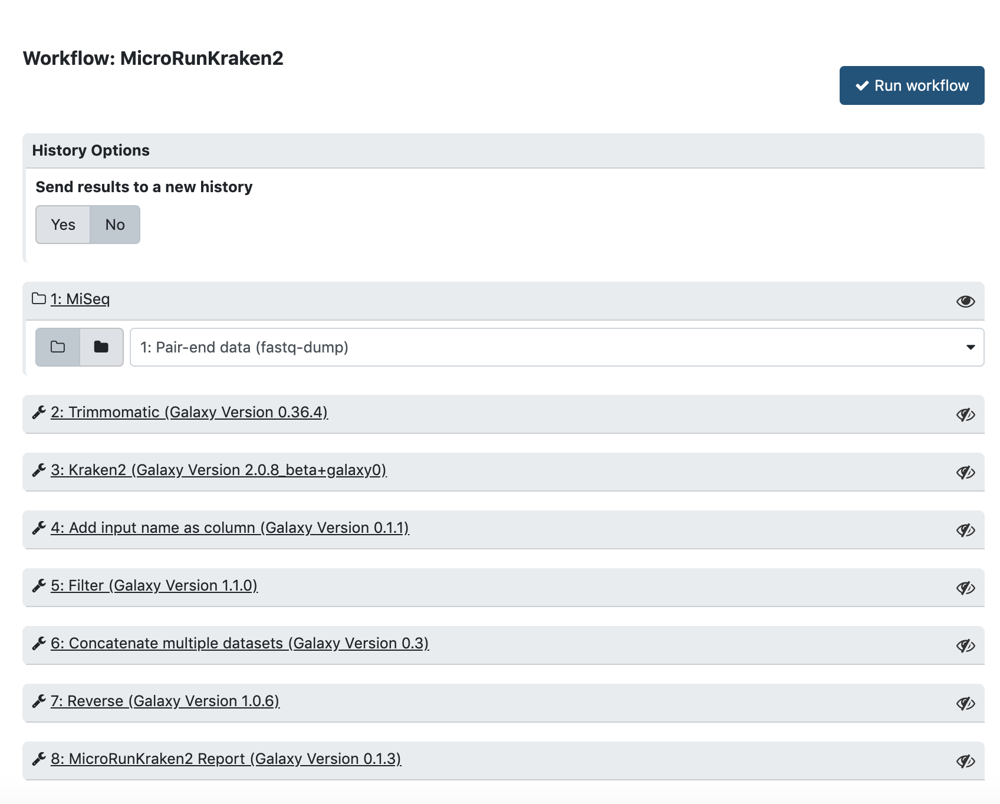 Workflow: MicroRunKraken2
Run workflow
History Options
Send results to a new history
Yes No
1: MiSeq
1: Pair-end data (fastq-dump)
2: Trimmomatic (Galaxy Version 0.36.4)
3: Kraken2 (Galaxy Version 2.0.8_beta+galaxy0)
4: Add input name as column (Galaxy Version 0.1.1)
5: Filter (Galaxy Version 1.1.0)
6: Concatenate multiple datasets (Galaxy Version 0.3)
7: Reverse (Galaxy Version 1.0.6)
8: MicroRunKraken2 Report (Galaxy Version 0.1.3)